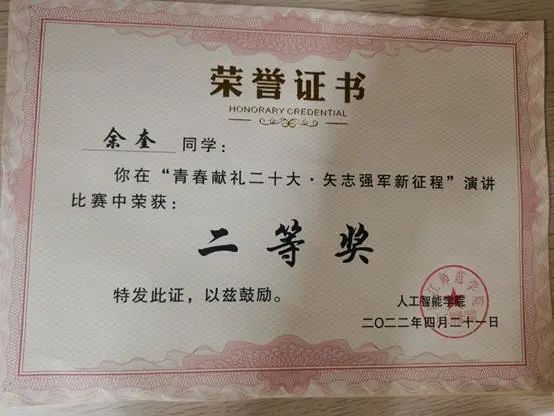 荣誉证书
HONORARY CREDENTIAL
余奎 同学：
你在“青春献礼二十大·矢志强军新征程”演讲
比赛中荣获：
二等奖
特发此证，以兹鼓励。
人工智能学院
二〇二二年四月二十一日